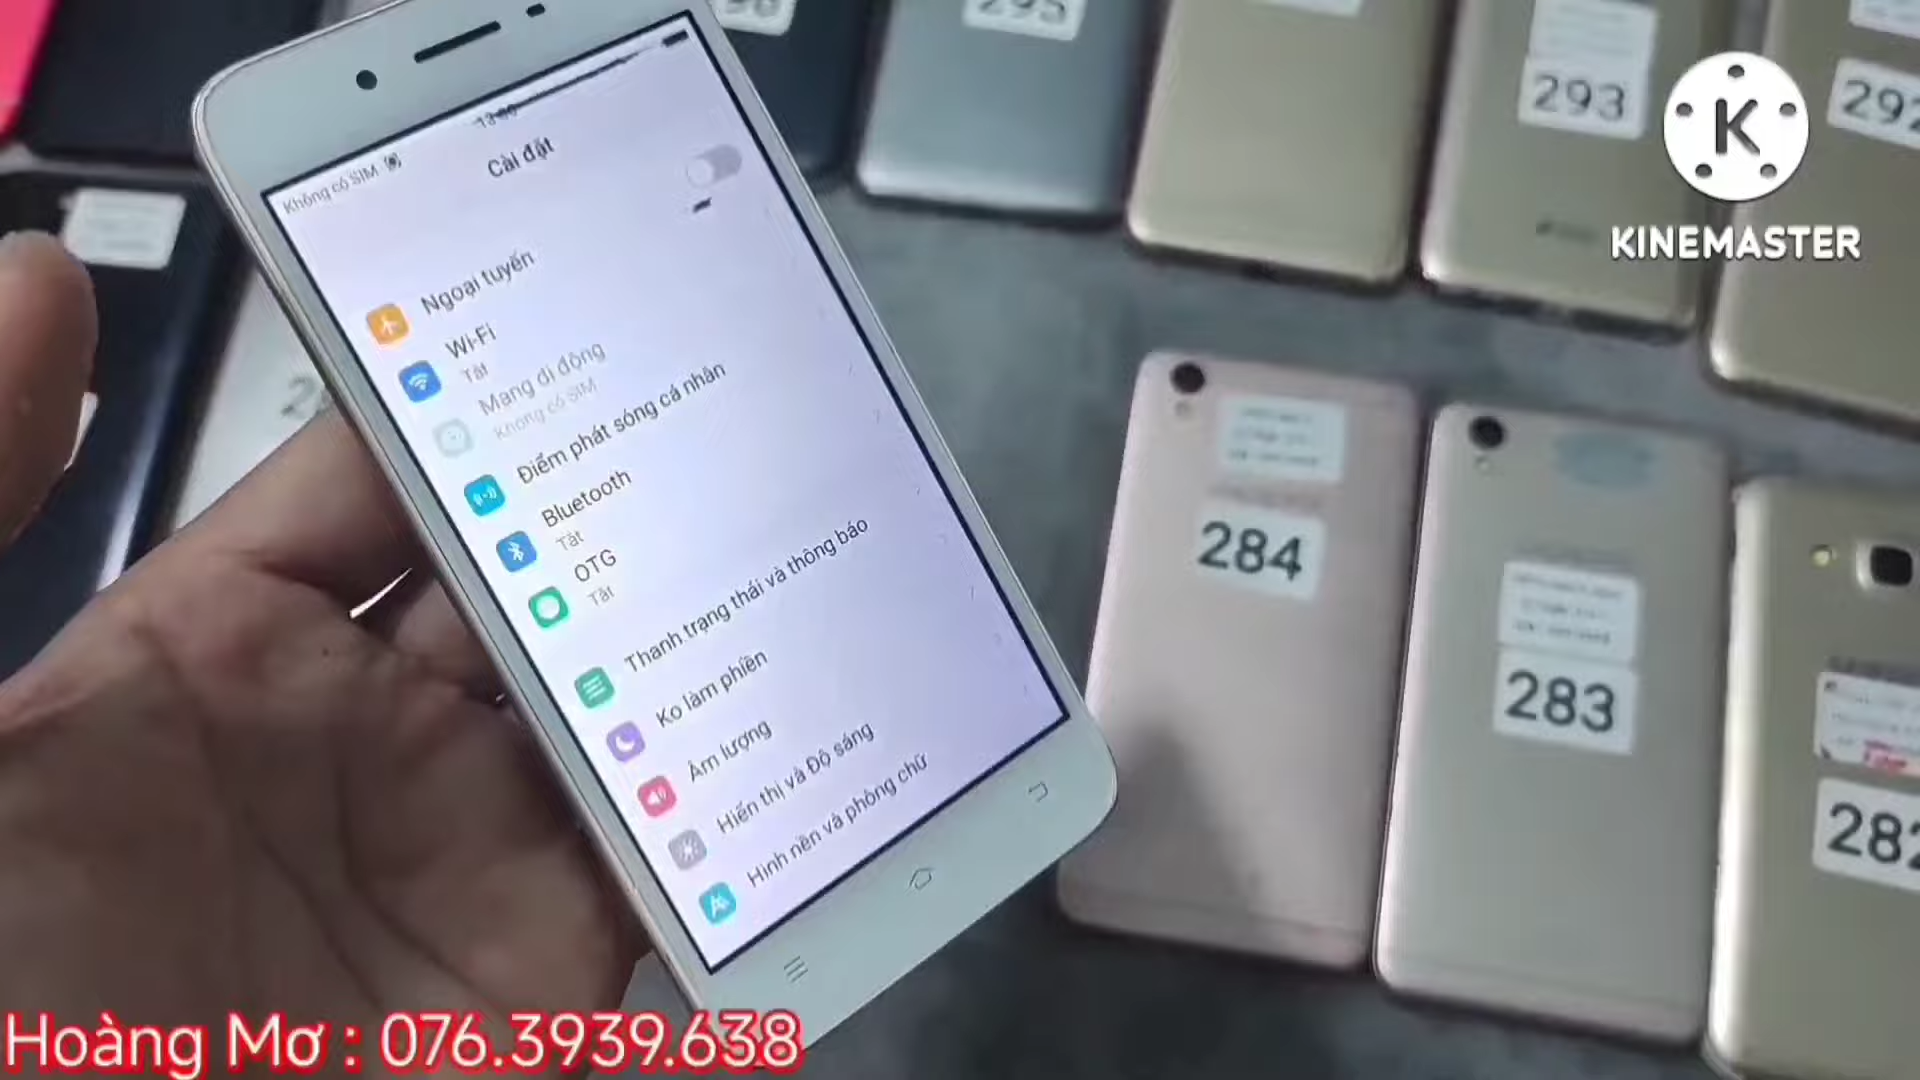 295
293
292
K
KINEMASTER
Không có SIM
Cài đặt
Ngoại tuyến
Wi-Fi
Tắt
Mạng di động
Không có SIM
Điểm phát sóng cá nhân
Bluetooth
Tắt
OTG
Tắt
Thanh trạng thái và thông báo
Ko làm phiền
Âm lượng
Hiển thị và Độ sáng
Hình nền và phông chữ
284
283
282
Hoàng Mơ : 076.3939.638